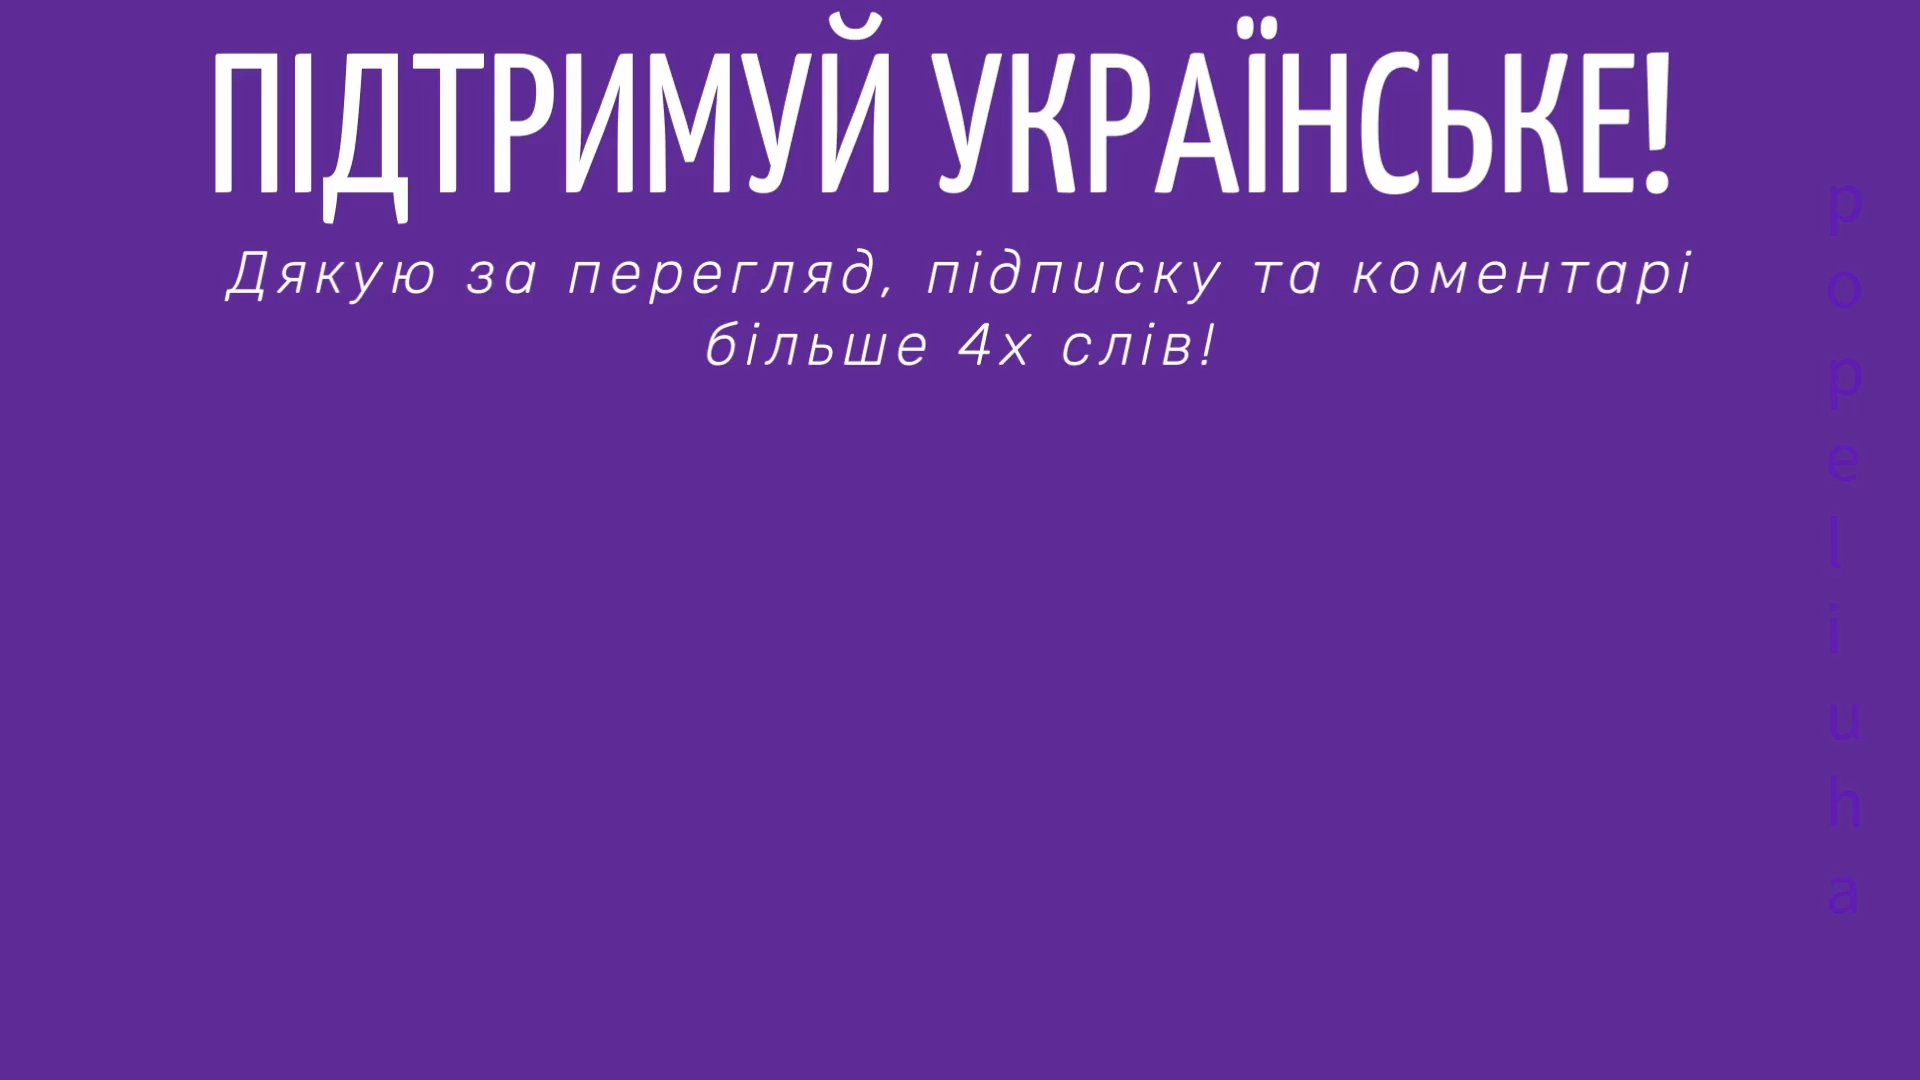 ПІДТРИМУЙ УКРАЇНСЬКЕ!
Дякую за перегляд, підписку та коментарі
більше 4х слів!
popeliuha